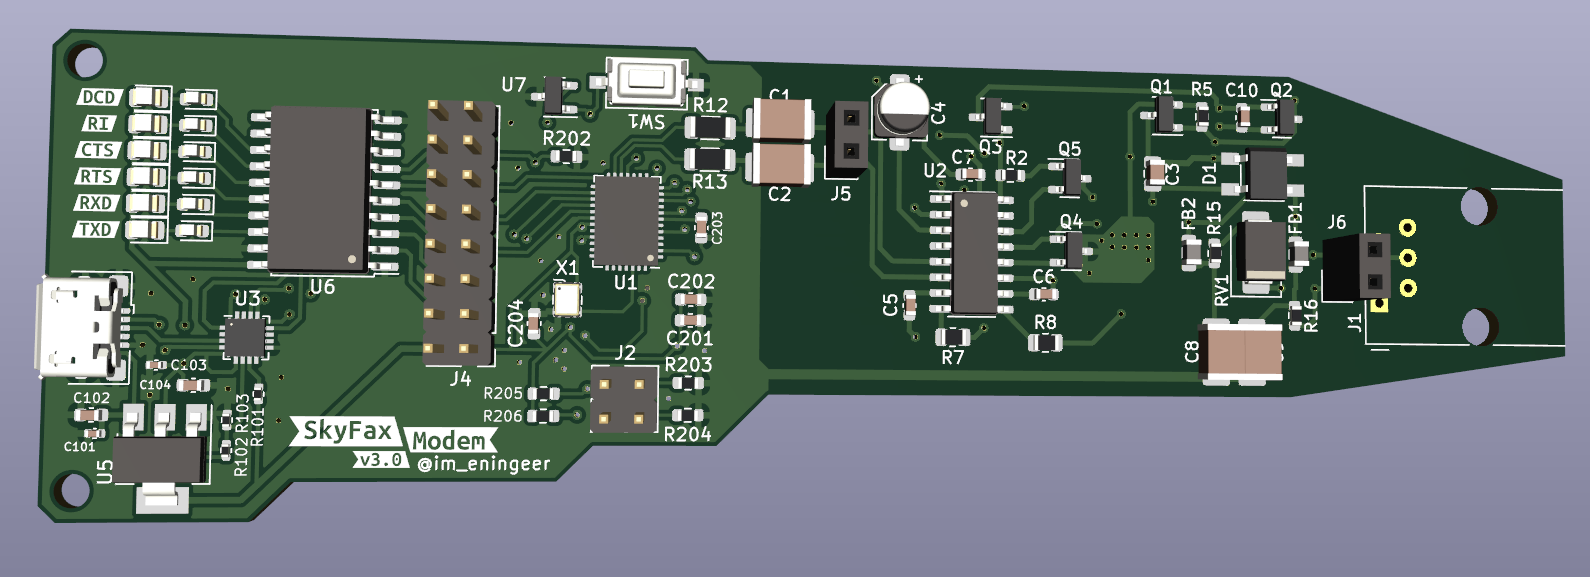 DCD
RI
CTS
RTS
RXD
TXD
U6
U7
SW1
R202
R12
R13
C1
C2
J5
C4
Q3
U2
C7
R2
Q5
Q4
Q1
R5
C10
Q2
C3
D1
FB2
R15
FB1
RV1
J6
J1
R16
C8
C6
R8
R7
C5
C203
U1
X1
C204
C202
C201
J2
R203
R204
R205
R206
J4
U3
C103
C104
C102
C101
R103
R101
R102
U5
SkyFax
Modem
v3.0
@im_eningeer
+